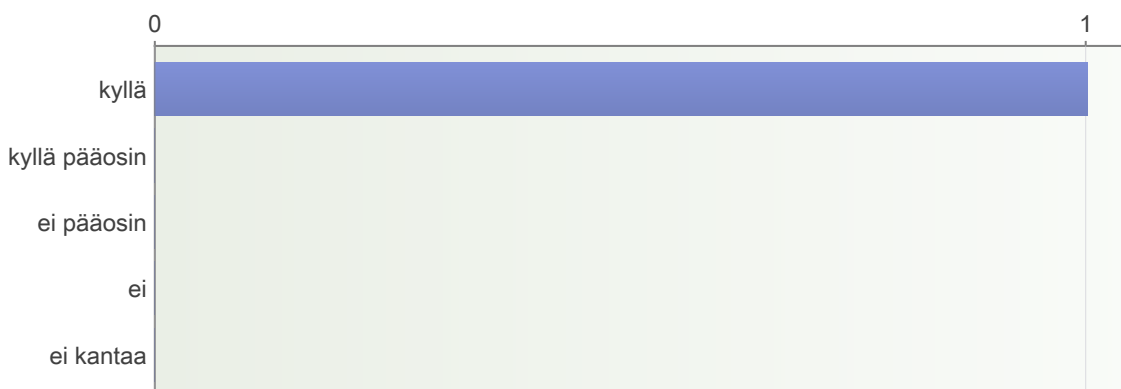 0 1
kyllä
kyllä pääosin
ei pääosin
ei
ei kantaa